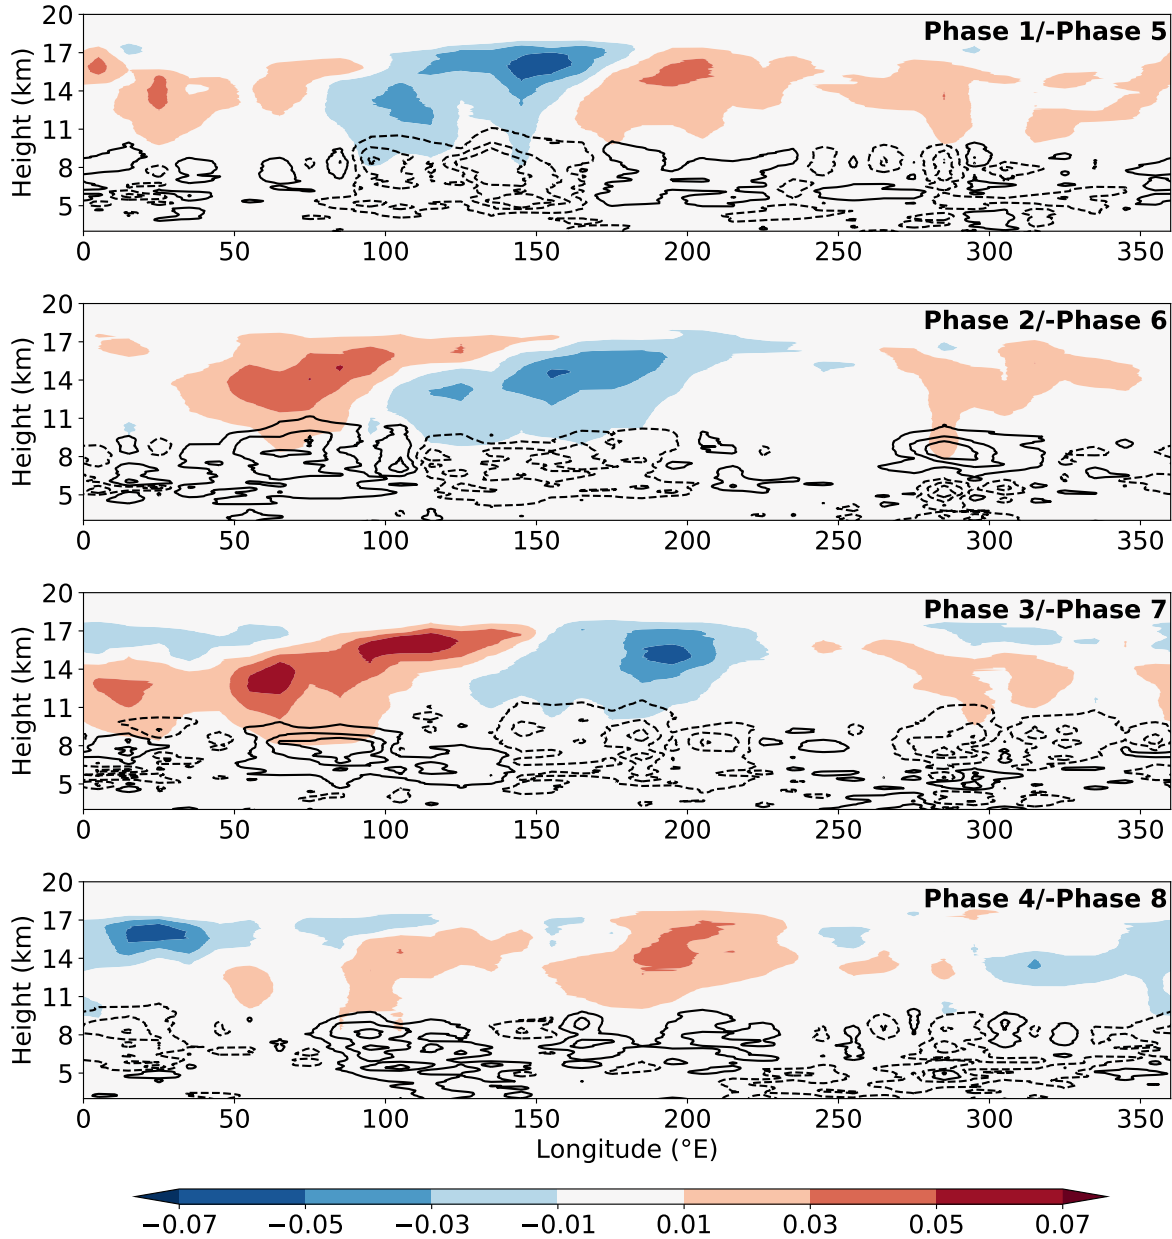 Phase 1/-Phase 5
Height (km)
20
17
14
11
8
5
0 50 100 150 200 250 300 350
Phase 2/-Phase 6
Height (km)
20
17
14
11
8
5
0 50 100 150 200 250 300 350
Phase 3/-Phase 7
Height (km)
20
17
14
11
8
5
0 50 100 150 200 250 300 350
Phase 4/-Phase 8
Height (km)
20
17
14
11
8
5
0 50 100 150 200 250 300 350
Longitude (°E)
−0.07 −0.05 −0.03 −0.01 0.01 0.03 0.05 0.07